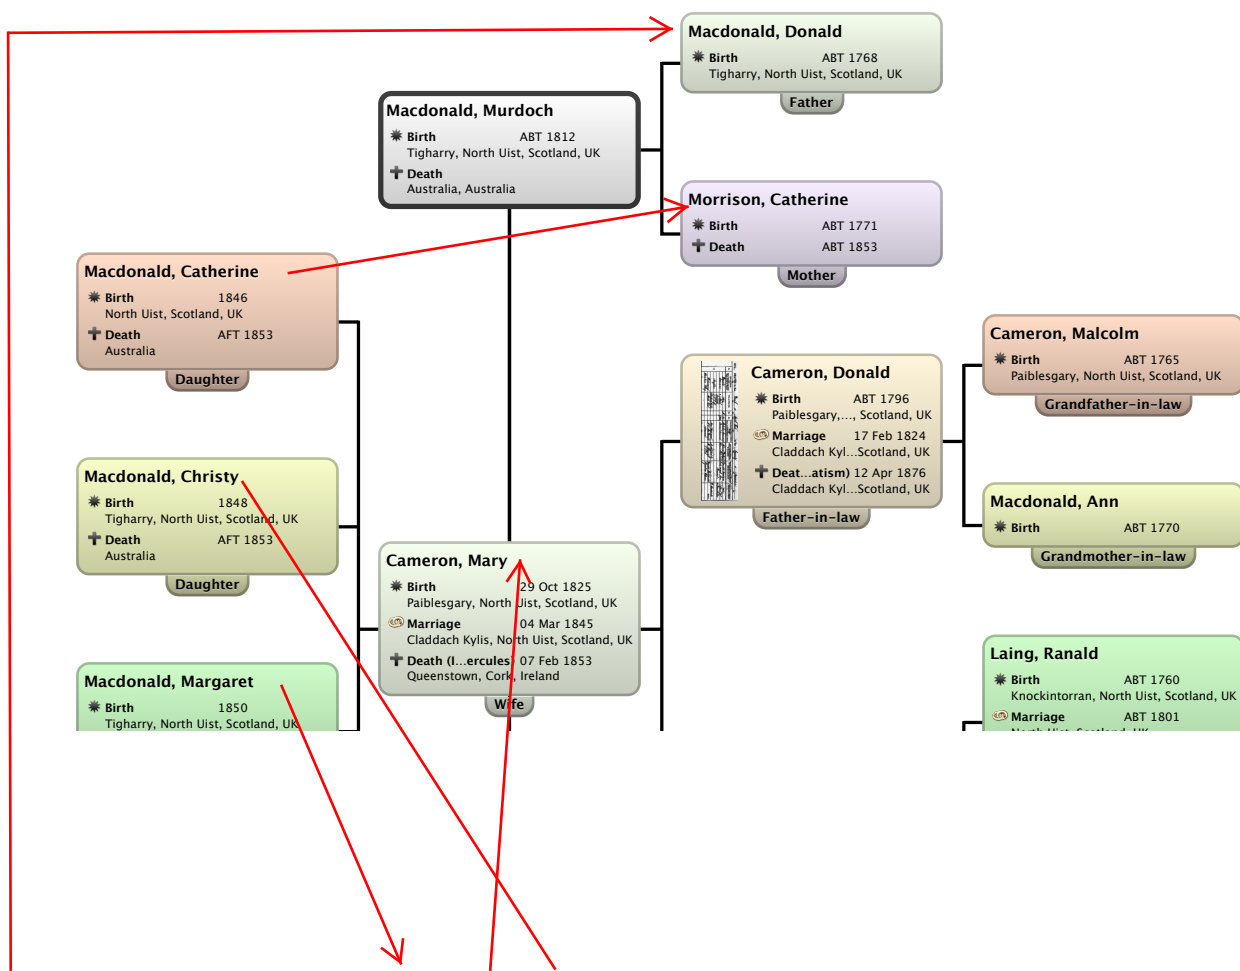 Macdonald, Donald
Birth ABT 1768
Tigharry, North Uist, Scotland, UK
Father
Macdonald, Murdoch
Birth ABT 1812
Tigharry, North Uist, Scotland, UK
Death
Australia, Australia
Morrison, Catherine
Birth ABT 1771
Death ABT 1853
Mother
Macdonald, Catherine
Birth 1846
North Uist, Scotland, UK
Death AFT 1853
Australia
Daughter
Cameron, Malcolm
Birth ABT 1765
Paiblesgary, North Uist, Scotland, UK
Grandfather-in-law
Cameron, Donald
Birth ABT 1796
Paiblesgary,..., Scotland, UK
Marriage 17 Feb 1824
Claddach Kyl...Scotland, UK
Deat...atism) 12 Apr 1876
Claddach Kyl...Scotland, UK
Father-in-law
Macdonald, Christy
Birth 1848
Tigharry, North Uist, Scotland, UK
Death AFT 1853
Australia
Daughter
Macdonald, Ann
Birth ABT 1770
Grandmother-in-law
Cameron, Mary
Birth 29 Oct 1825
Paiblesgary, North Uist, Scotland, UK
Marriage 04 Mar 1845
Claddach Kylis, North Uist, Scotland, UK
Death (I...ercules) 07 Feb 1853
Queenstown, Cork, Ireland
Wife
Macdonald, Margaret
Birth 1850
Tigharry, North Uist, Scotland, UK
Laing, Ranald
Birth ABT 1760
Knockintorran, North Uist, Scotland, UK
Marriage ABT 1801
North Uist, Scotland, UK